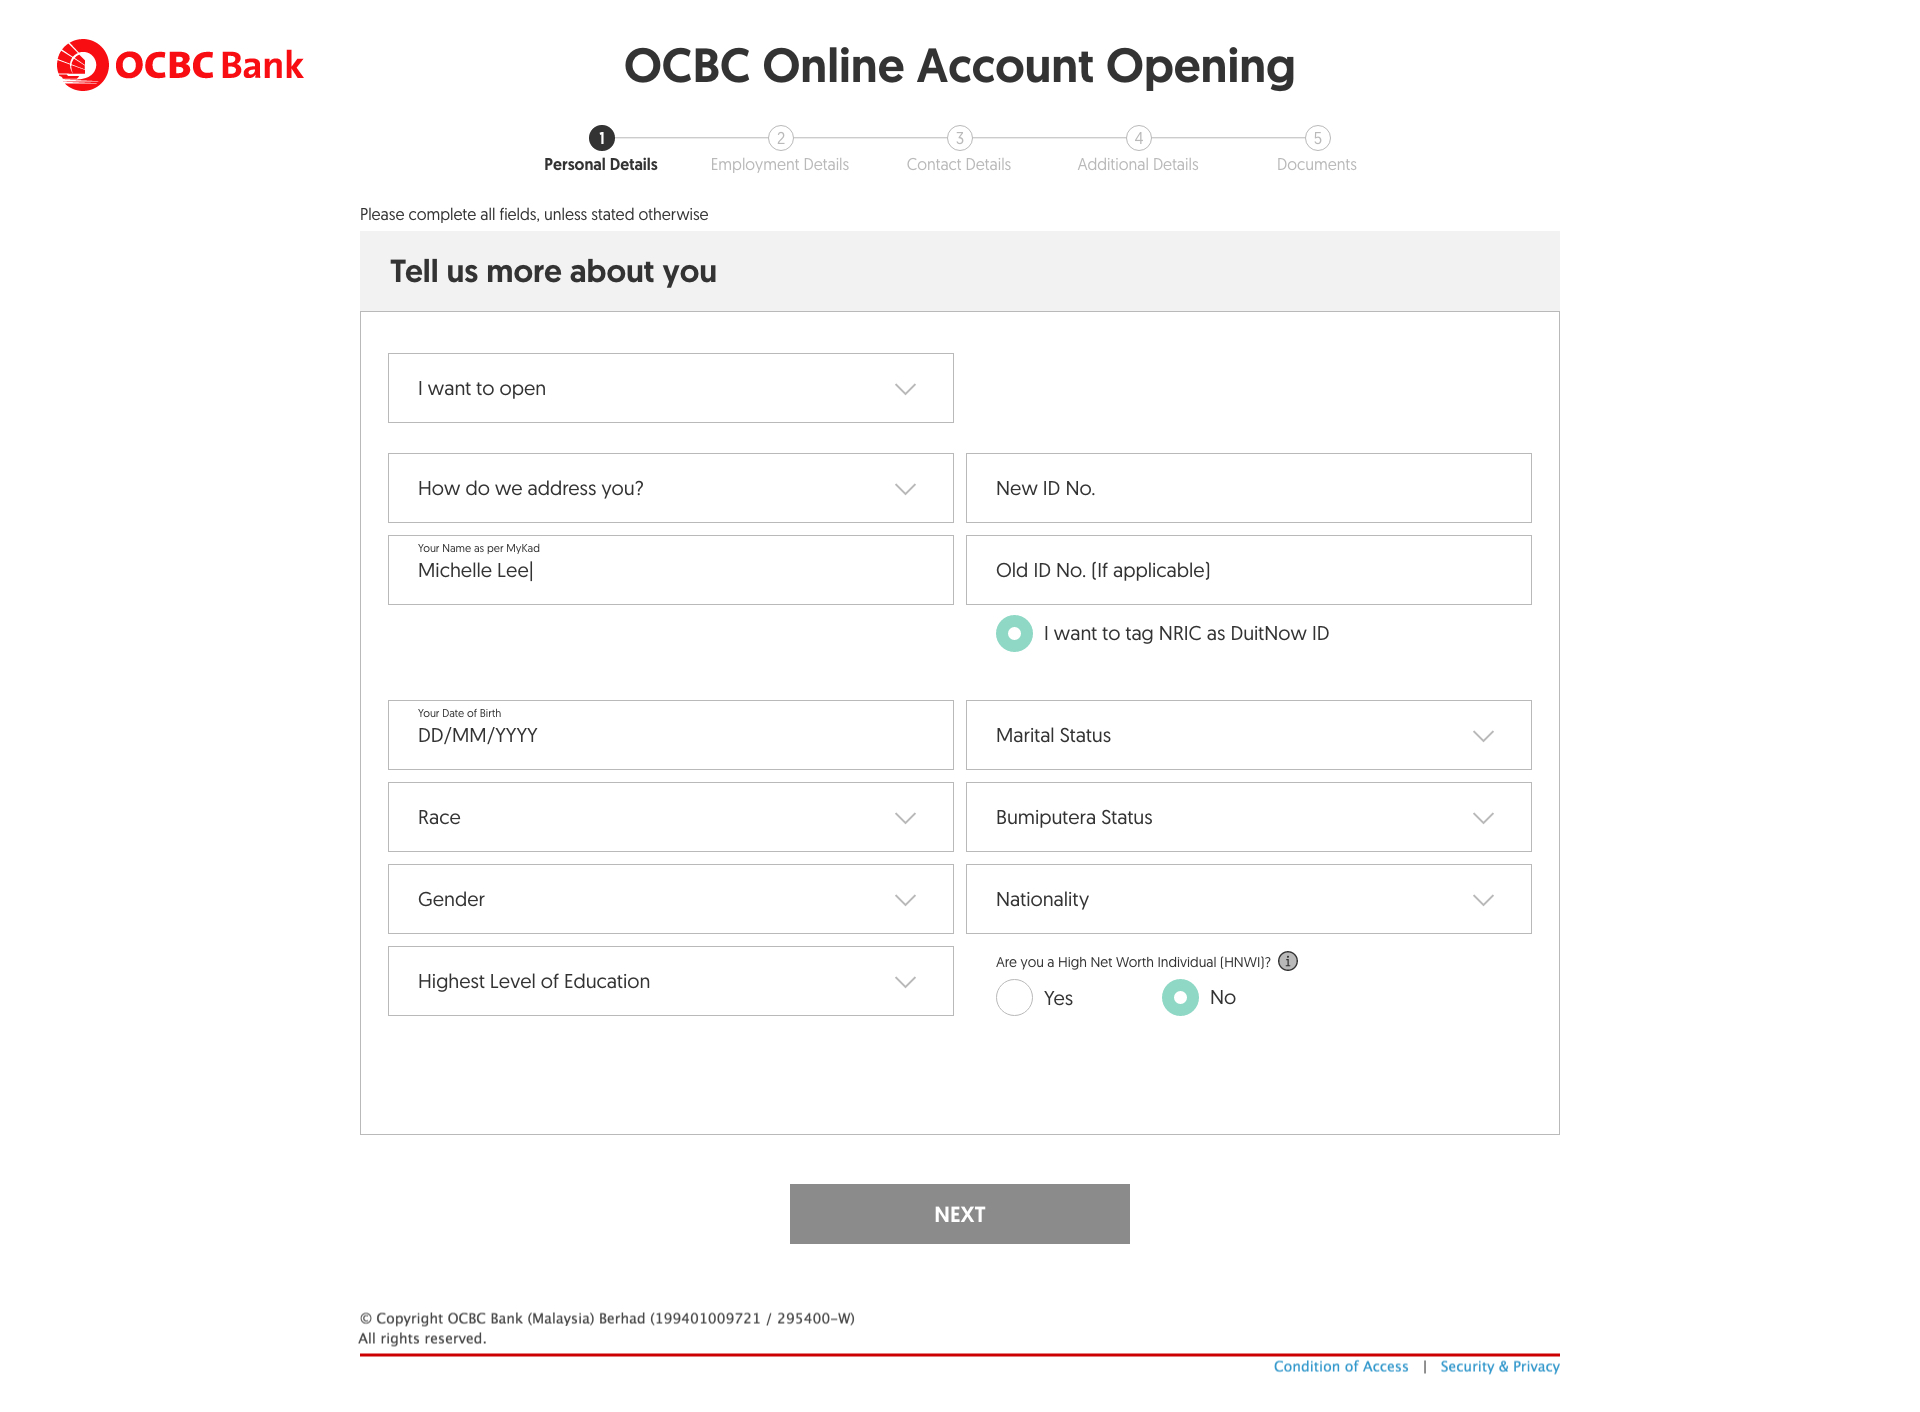 OCBC Bank
OCBC Online Account Opening
1 2 3 4 5
Personal Details Employment Details Contact Details Additional Details Documents
Please complete all fields, unless stated otherwise
Tell us more about you
I want to open
How do we address you?
New ID No.
Your Name as per MyKad
Michelle Lee
Old ID No. (If applicable)
I want to tag NRIC as DuitNow ID
Your Date of Birth
DD/MM/YYYY
Marital Status
Race
Bumiputera Status
Gender
Nationality
Highest Level of Education
Are you a High Net Worth Individual (HNWI)? i
Yes No
NEXT
© Copyright OCBC Bank (Malaysia) Berhad (199401009721 / 295400-W)
All rights reserved.
Condition of Access | Security & Privacy